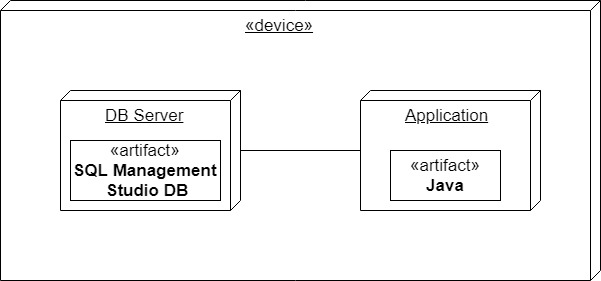 «device»
DB Server
«artifact»
SQL Management
Studio DB
Application
«artifact»
Java